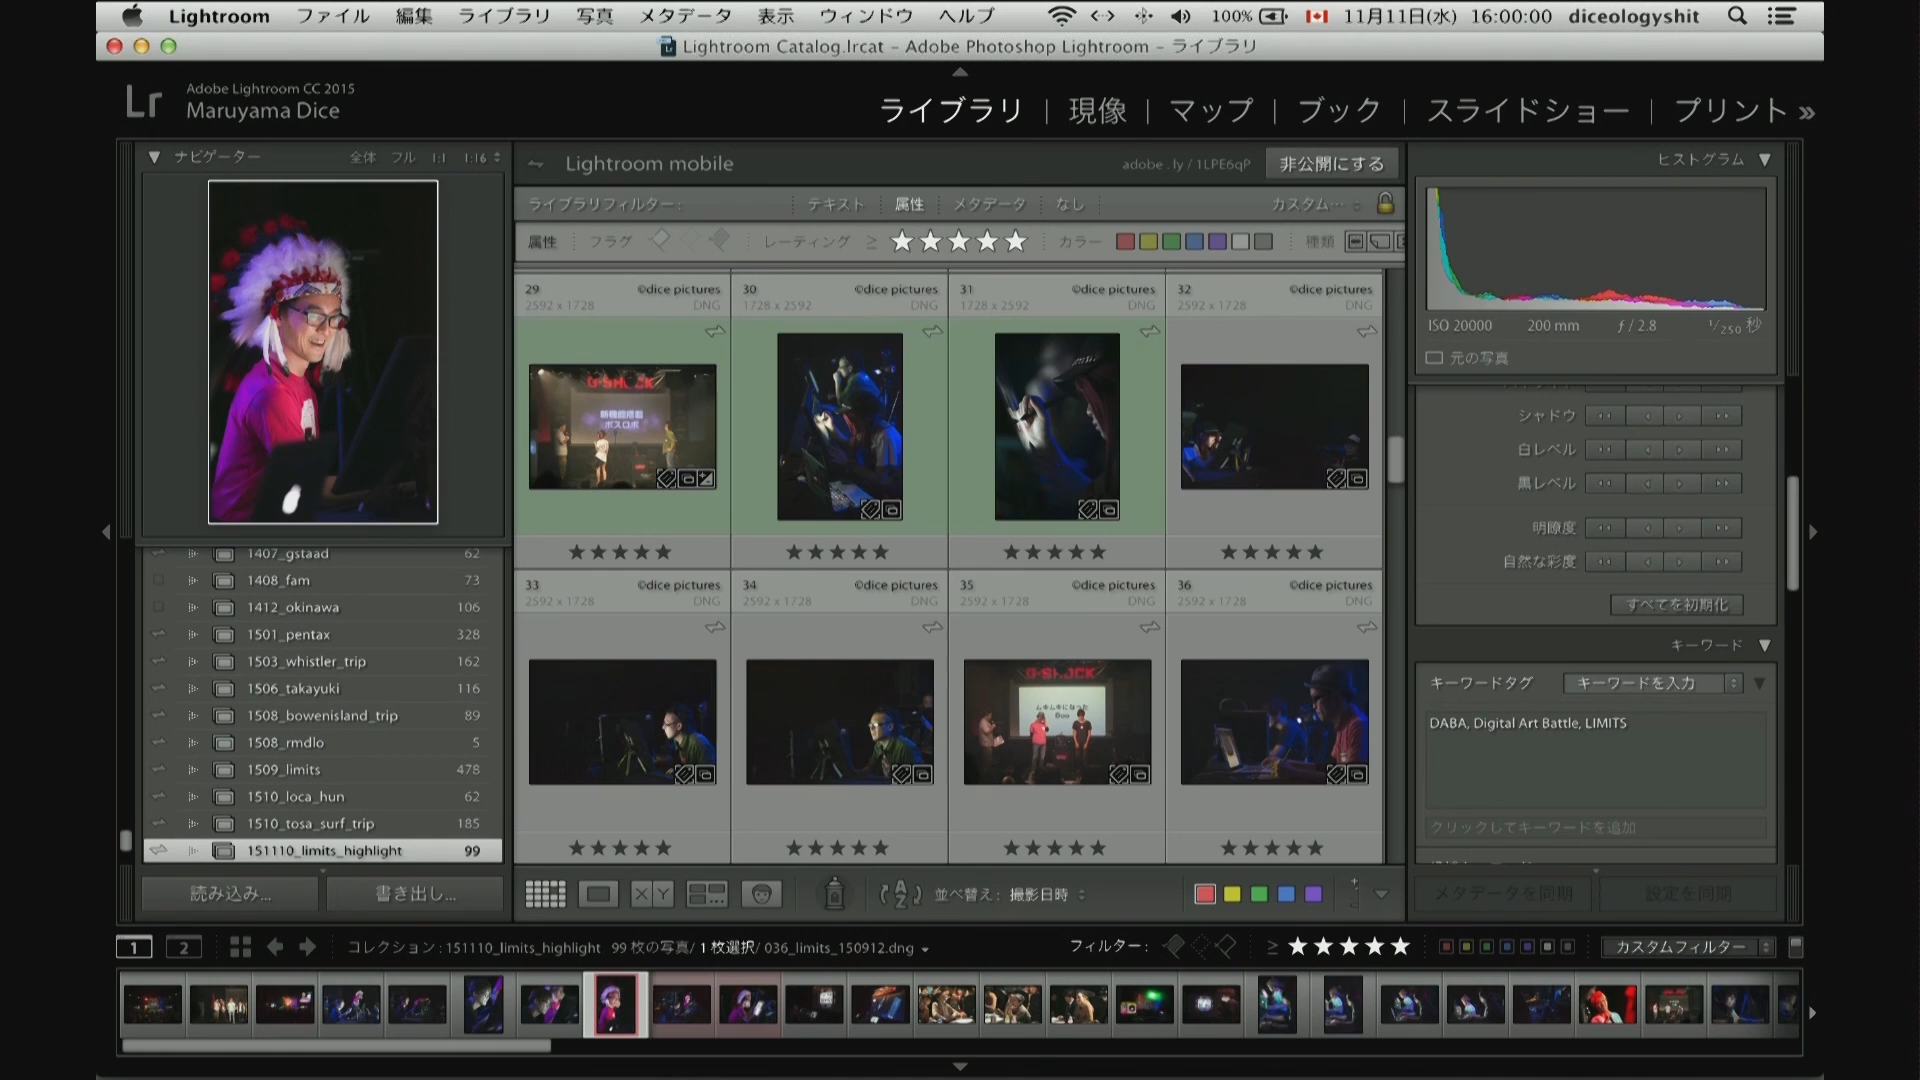 Lightroom ファイル 編集 ライブラリ 写真 メタデータ 表示 ウィンドウ ヘルプ 100% 11月11日(水) 16:00:00 diceologyshit
Lightroom Catalog.lrcat – Adobe Photoshop Lightroom – ライブラリ
Lr
Adobe Lightroom CC 2015
Maruyama Dice
ライブラリ | 現像 | マップ | ブック | スライドショー | プリント »
ナビゲーター 全体 フル 1:1 1:16
Lightroom mobile adobe.ly/1LPE6qP 非公開にする
ヒストグラム
ライブラリフィルター: テキスト 属性 メタデータ なし カスタム…
属性 フラグ レーティング ≥ ★★★★★ カラー 種類
29 ©dice pictures 30 ©dice pictures 31 ©dice pictures 32 ©dice pictures
2592 x 1728 DNG 1728 x 2592 DNG 1728 x 2592 DNG 2592 x 1728 DNG
G-SHOCK
ボスロボ
★★★★★ ★★★★★ ★★★★★ ★★★★★
33 ©dice pictures 34 ©dice pictures 35 ©dice pictures 36 ©dice pictures
2592 x 1728 DNG 2592 x 1728 DNG 2592 x 1728 DNG 2592 x 1728 DNG
G-SHOCK
ムキムキになった
★★★★★ ★★★★★ ★★★★★ ★★★★★
ISO 20000 200 mm ƒ / 2.8 1/250 秒
元の写真
シャドウ
白レベル
黒レベル
明瞭度
自然な彩度
すべてを初期化
キーワード
キーワードタグ キーワードを入力
DABA, Digital Art Battle, LIMITS
クリックしてキーワードを追加
メタデータを同期 設定を同期
1407_gstaad 62
1408_fam 73
1412_okinawa 106
1501_pentax 328
1503_whistler_trip 162
1506_takayuki 116
1508_bowenisland_trip 89
1508_rmdlo 5
1509_limits 478
1510_loca_hun 62
1510_tosa_surf_trip 185
151110_limits_highlight 99
読み込み... 書き出し...
X Y A Z 並べ替え: 撮影日時
1 2 コレクション : 151110_limits_highlight 99 枚の写真/ 1 枚選択/ 036_limits_150912.dng フィルター: ≥ ★★★★★ カスタムフィルター